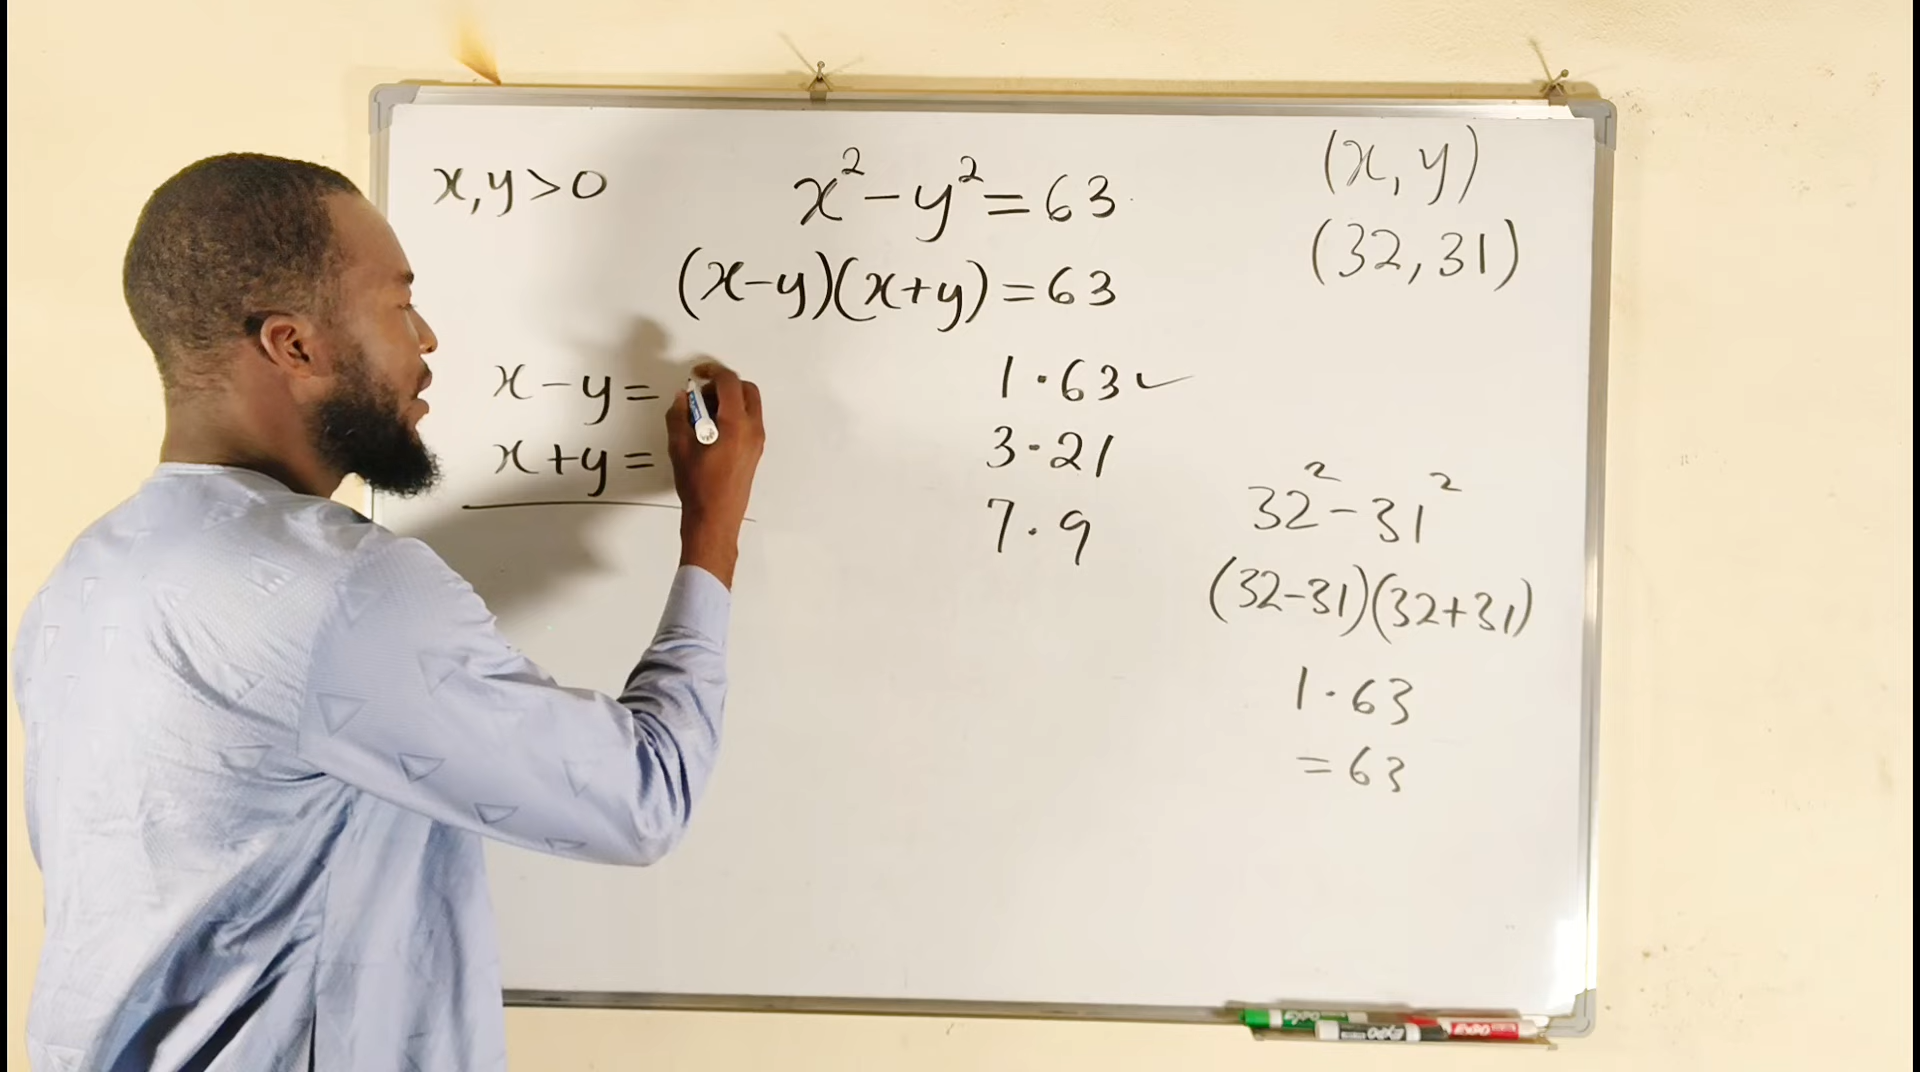 x, y > 0
x² - y² = 63
(x-y)(x+y) = 63
x - y =
x + y =
1 · 63 ✓
3 · 21
7 · 9
(x, y)
(32, 31)
32² - 31²
(32-31)(32+31)
1 · 63
= 63
EXPO